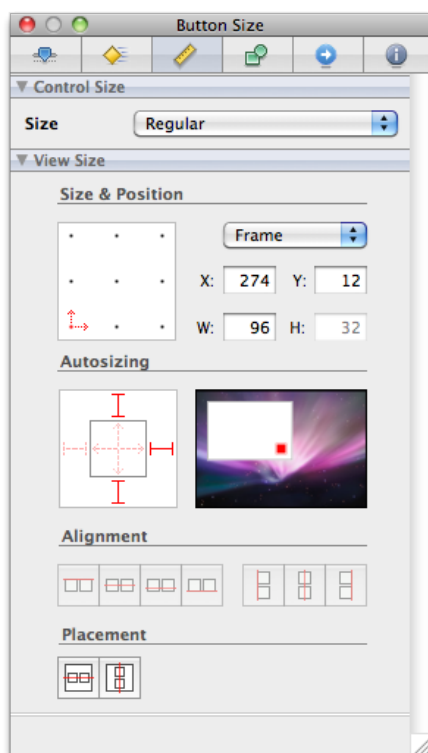 Button Size
Control Size
Size Regular
View Size
Size & Position
Frame
X: 274 Y: 12
W: 96 H: 32
Autosizing
Alignment
Placement